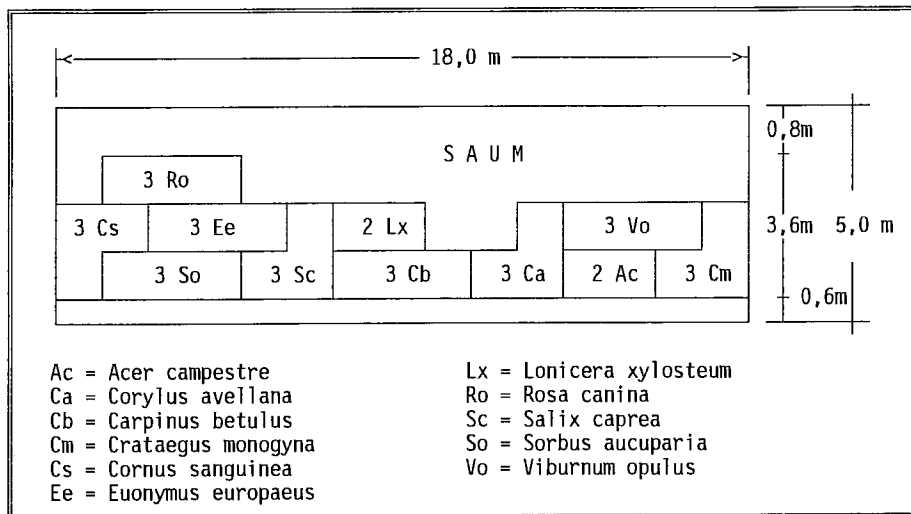 18,0 m
0,8m
S A U M
3 Ro
3 Cs 3 Ee 2 Lx 3 Vo 3,6m 5,0 m
3 So 3 Sc 3 Cb 3 Ca 2 Ac 3 Cm
0,6m
Ac = Acer campestre
Ca = Corylus avellana
Cb = Carpinus betulus
Cm = Crataegus monogyna
Cs = Cornus sanguinea
Ee = Euonymus europaeus
Lx = Lonicera xylosteum
Ro = Rosa canina
Sc = Salix caprea
So = Sorbus aucuparia
Vo = Viburnum opulus